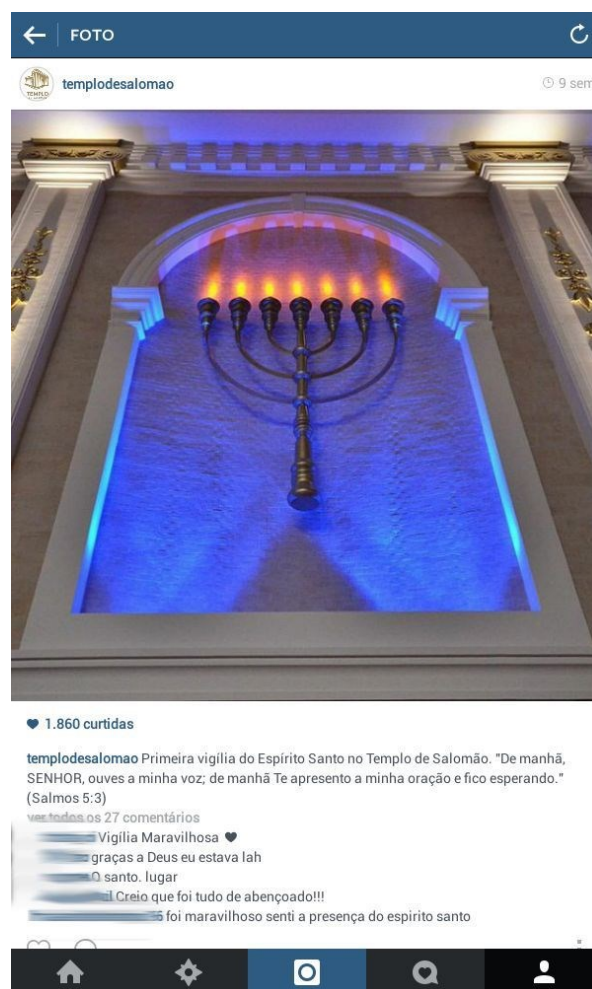 FOTO
templodesalomao
9 sem
TEMPLO
1.860 curtidas
templodesalomao Primeira vigília do Espírito Santo no Templo de Salomão. "De manhã,
SENHOR, ouves a minha voz; de manhã Te apresento a minha oração e fico esperando."
(Salmos 5:3)
ver todos os 27 comentários
Vigília Maravilhosa ♥
graças a Deus eu estava lah
O santo. lugar
Creio que foi tudo de abençoado!!!
foi maravilhoso senti a presença do espirito santo